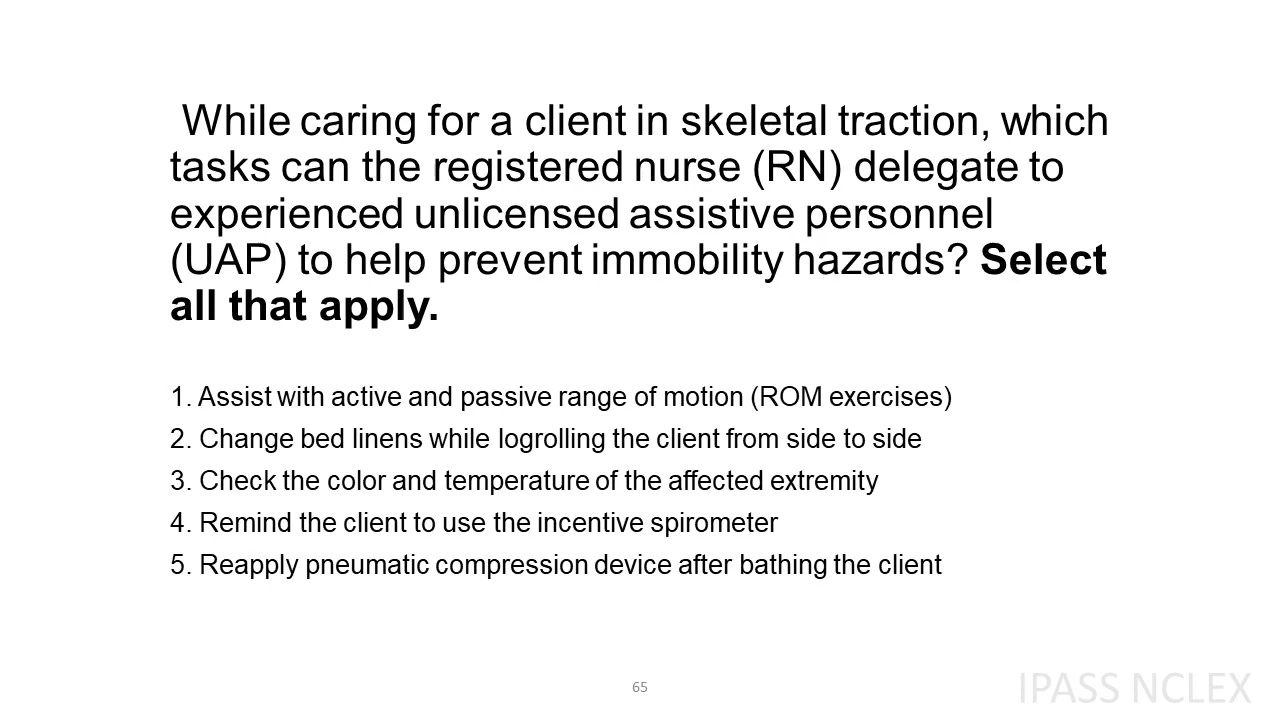 While caring for a client in skeletal traction, which
tasks can the registered nurse (RN) delegate to
experienced unlicensed assistive personnel
(UAP) to help prevent immobility hazards? Select
all that apply.
1. Assist with active and passive range of motion (ROM exercises)
2. Change bed linens while logrolling the client from side to side
3. Check the color and temperature of the affected extremity
4. Remind the client to use the incentive spirometer
5. Reapply pneumatic compression device after bathing the client
65
IPASS NCLEX